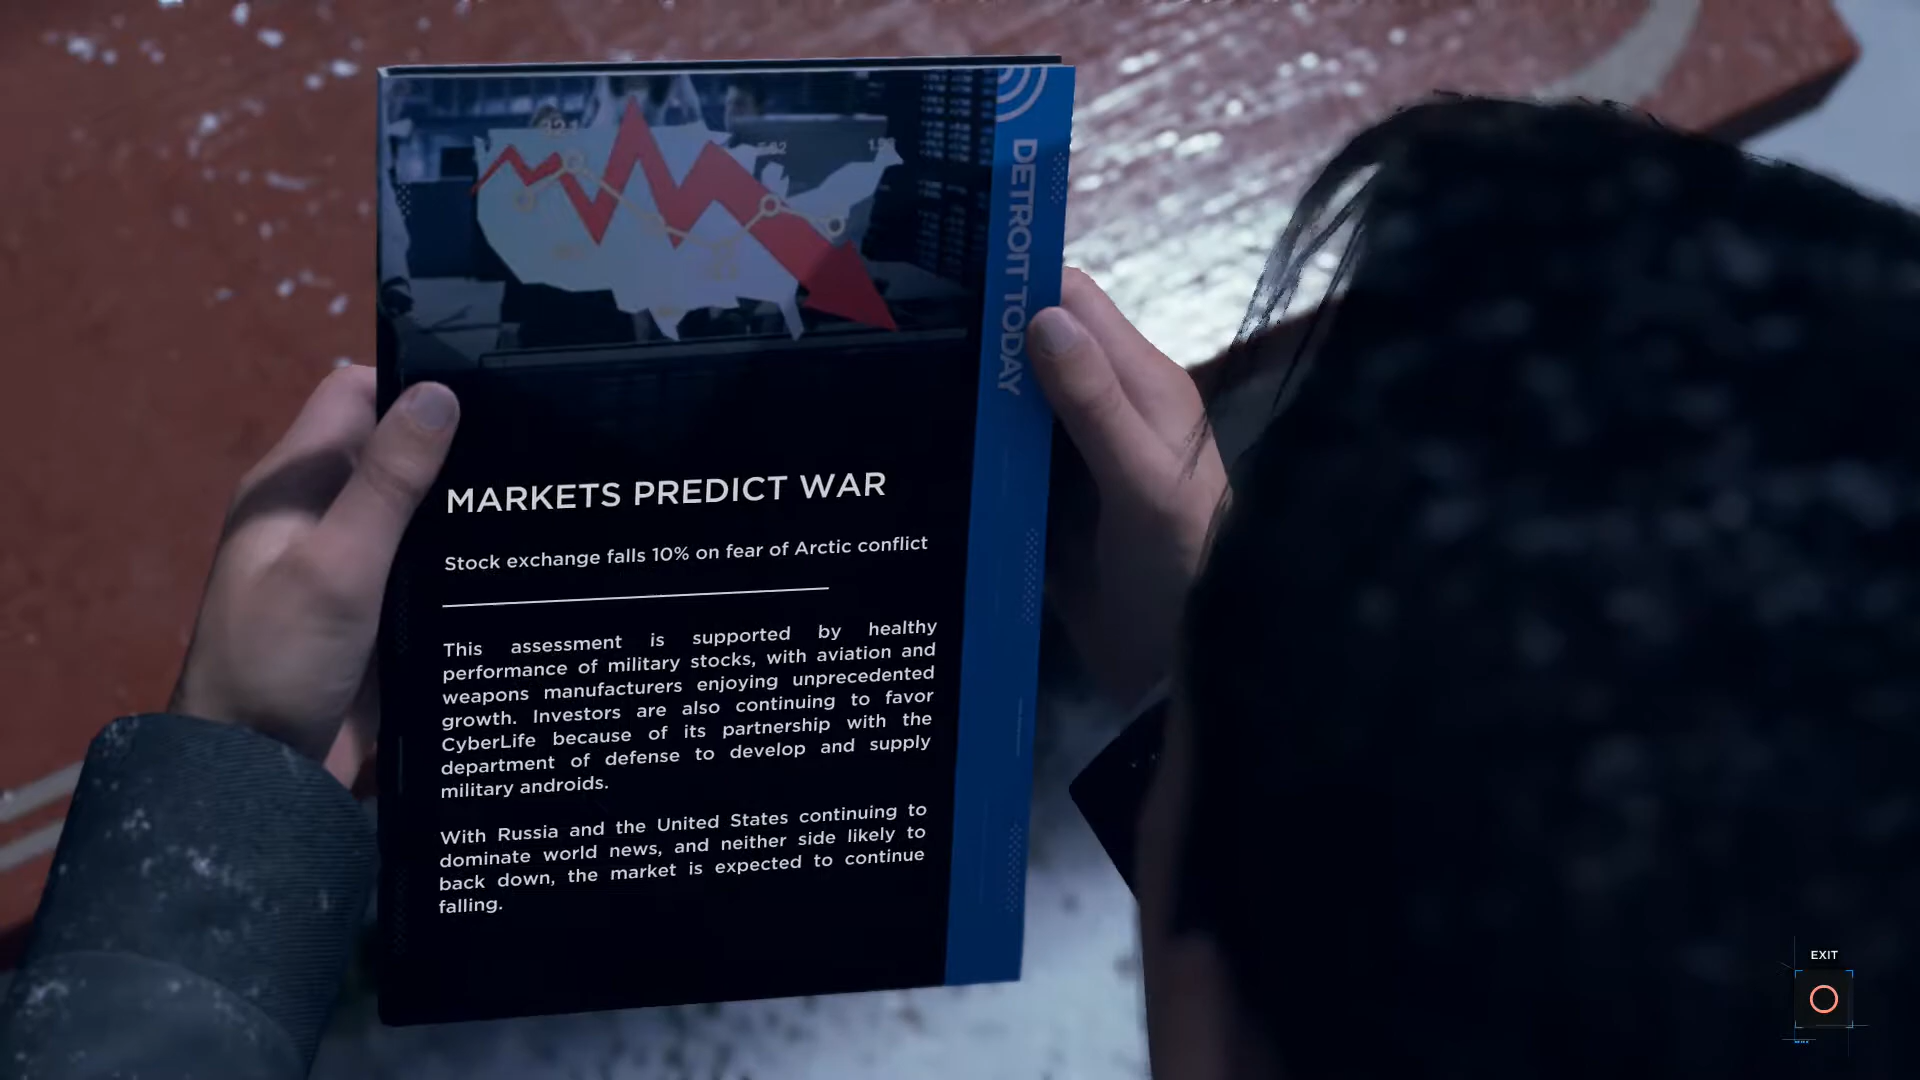 DETROIT TODAY
MARKETS PREDICT WAR
Stock exchange falls 10% on fear of Arctic conflict
This assessment is supported by healthy
performance of military stocks, with aviation and
weapons manufacturers enjoying unprecedented
growth. Investors are also continuing to favor
CyberLife because of its partnership with the
department of defense to develop and supply
military androids.
With Russia and the United States continuing to
dominate world news, and neither side likely to
back down, the market is expected to continue
falling.
EXIT